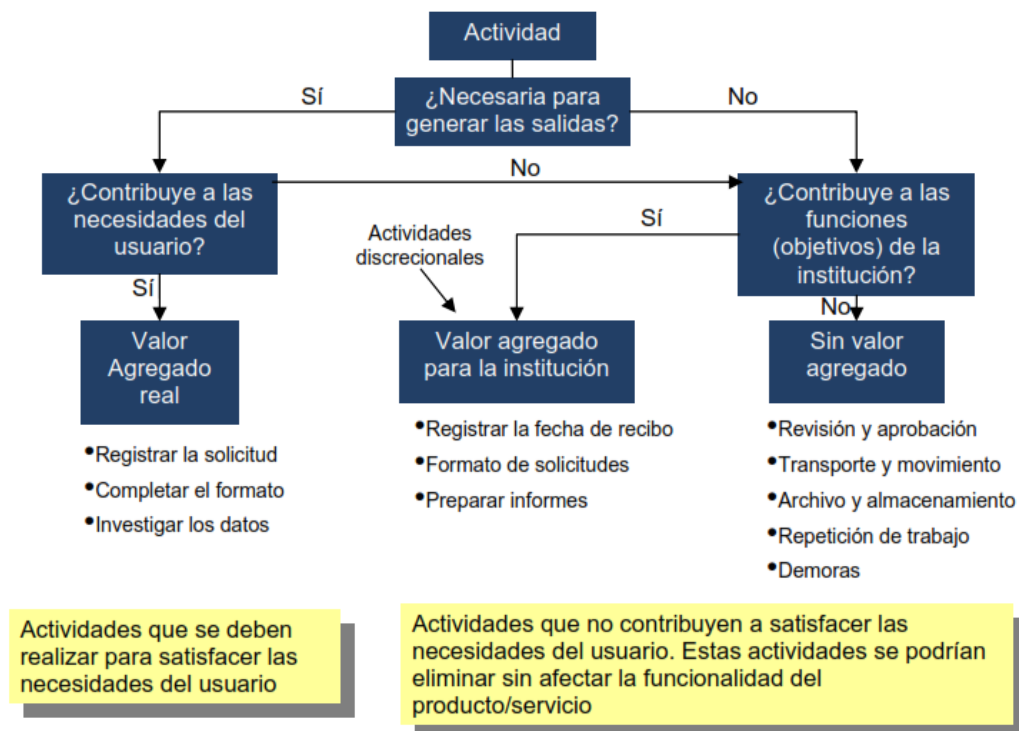 Actividad
¿Necesaria para
generar las salidas?
Sí
No
¿Contribuye a las
necesidades del
usuario?
No
¿Contribuye a las
funciones
(objetivos) de la
institución?
Sí
Actividades
discrecionales
Sí
No
Valor
Agregado
real
Valor agregado
para la institución
Sin valor
agregado
•Registrar la solicitud
•Completar el formato
•Investigar los datos
•Registrar la fecha de recibo
•Formato de solicitudes
•Preparar informes
•Revisión y aprobación
•Transporte y movimiento
•Archivo y almacenamiento
•Repetición de trabajo
•Demoras
Actividades que se deben
realizar para satisfacer las
necesidades del usuario
Actividades que no contribuyen a satisfacer las
necesidades del usuario. Estas actividades se podrían
eliminar sin afectar la funcionalidad del
producto/servicio